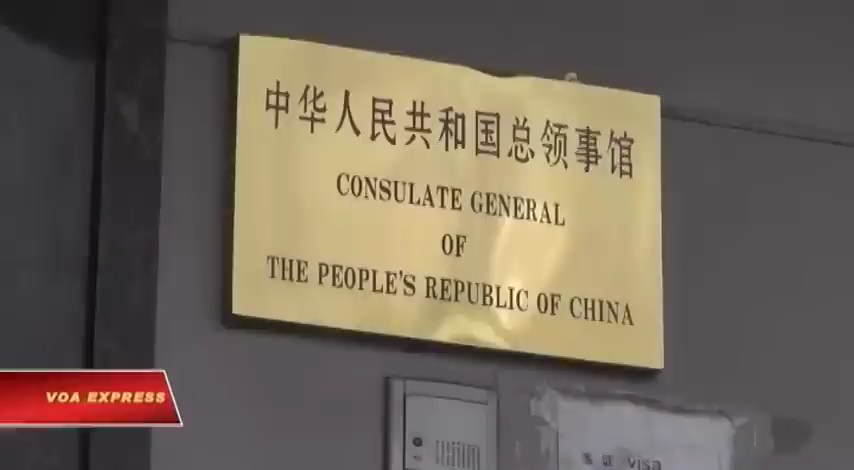 中华人民共和国总领事馆
CONSULATE GENERAL
OF
THE PEOPLE'S REPUBLIC OF CHINA
VOA EXPRESS
visa